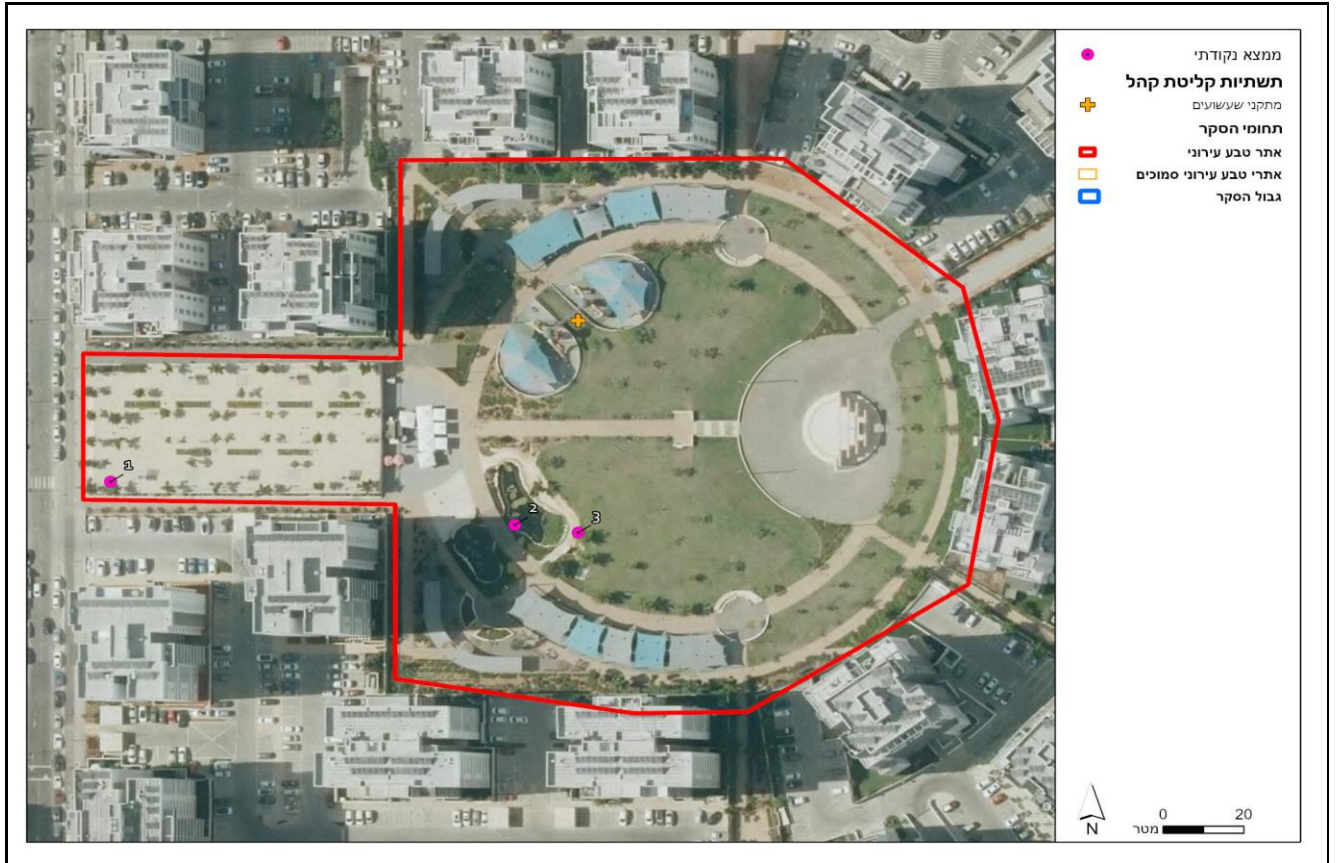 ממצא נקודתי
תשתיות קליטת קהל
מתקני שעשועים
תחומי הסקר
אתר טבע עירוני
אתרי טבע עירוני סמוכים
גבול הסקר
1
2
3
N
0 20
מטר